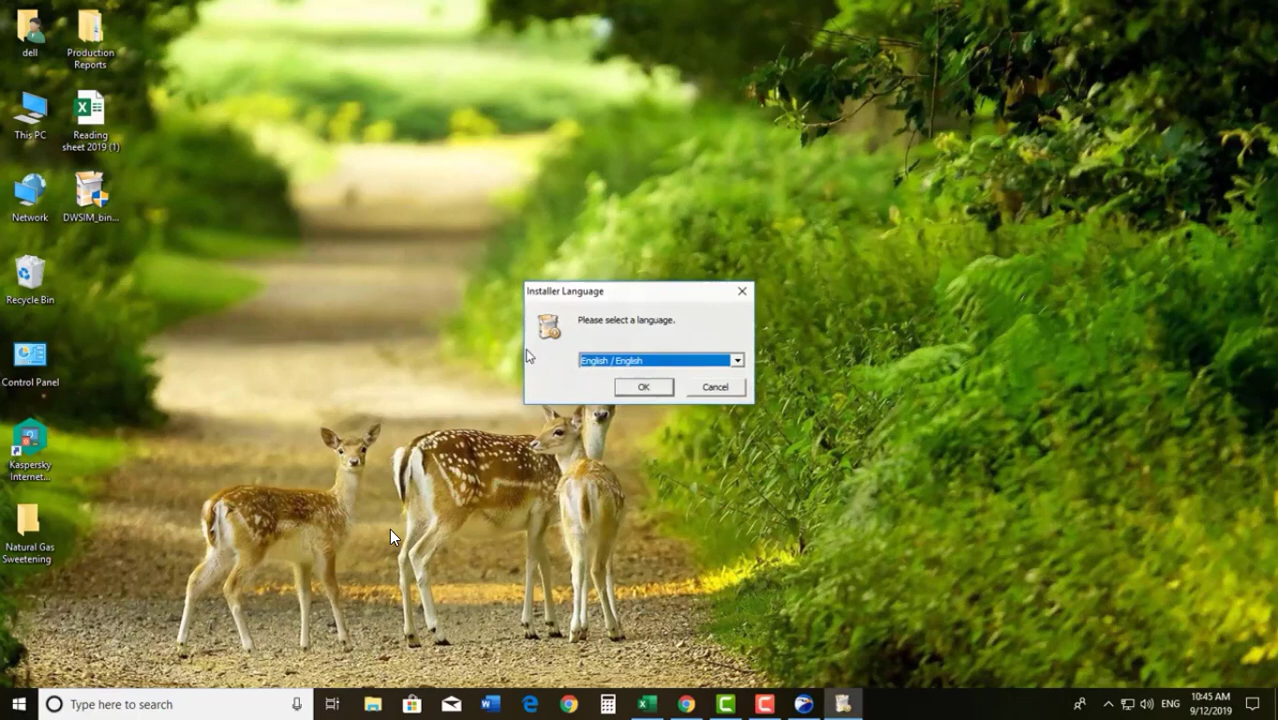 dell
Production
Reports
This PC
Reading
sheet 2019 (1)
Network
DWSIM_bin...
Recycle Bin
Control Panel
Kaspersky
Internet...
Natural Gas
Sweetening
Installer Language
Please select a language.
English / English
OK
Cancel
Type here to search
ENG
10:45 AM
9/12/2019